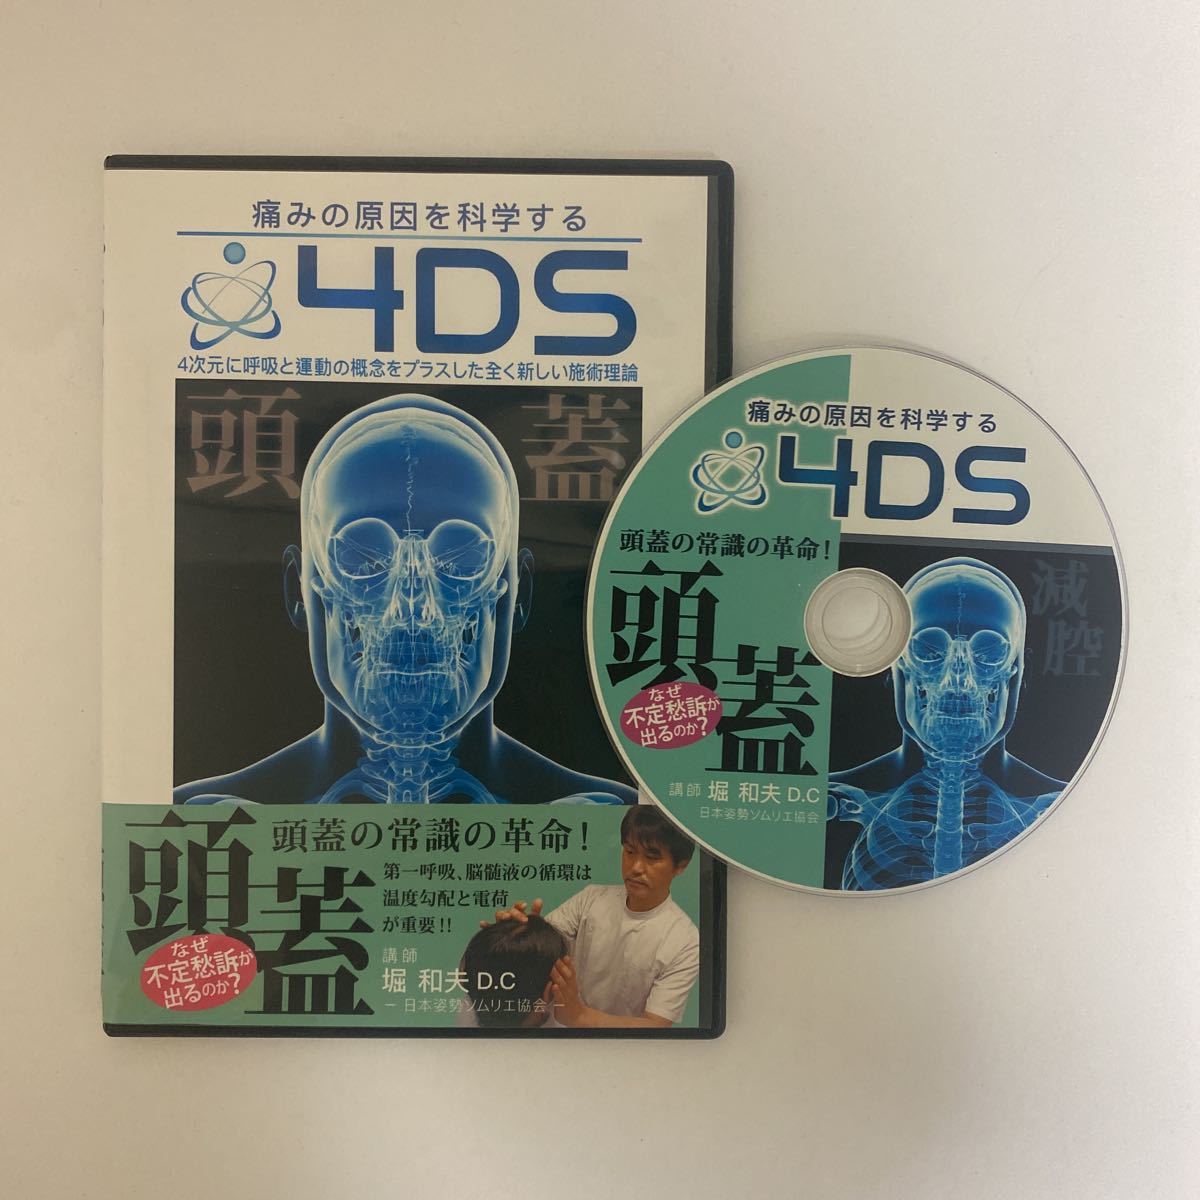 痛みの原因を科学する
4DS
4次元に呼吸と運動の概念をプラスした全く新しい施術理論
頭蓋
頭蓋
頭蓋の常識の革命！
第一呼吸、脳髄液の循環は
温度勾配と電荷
が重要！！
なぜ
不定愁訴が
出るのか？
講師
堀 和夫 D.C
－ 日本姿勢ソムリエ協会 －
痛みの原因を科学する
4DS
頭蓋の常識の革命！
頭蓋
減腔
なぜ
不定愁訴が
出るのか？
講師 堀 和夫 D.C
日本姿勢ソムリエ協会